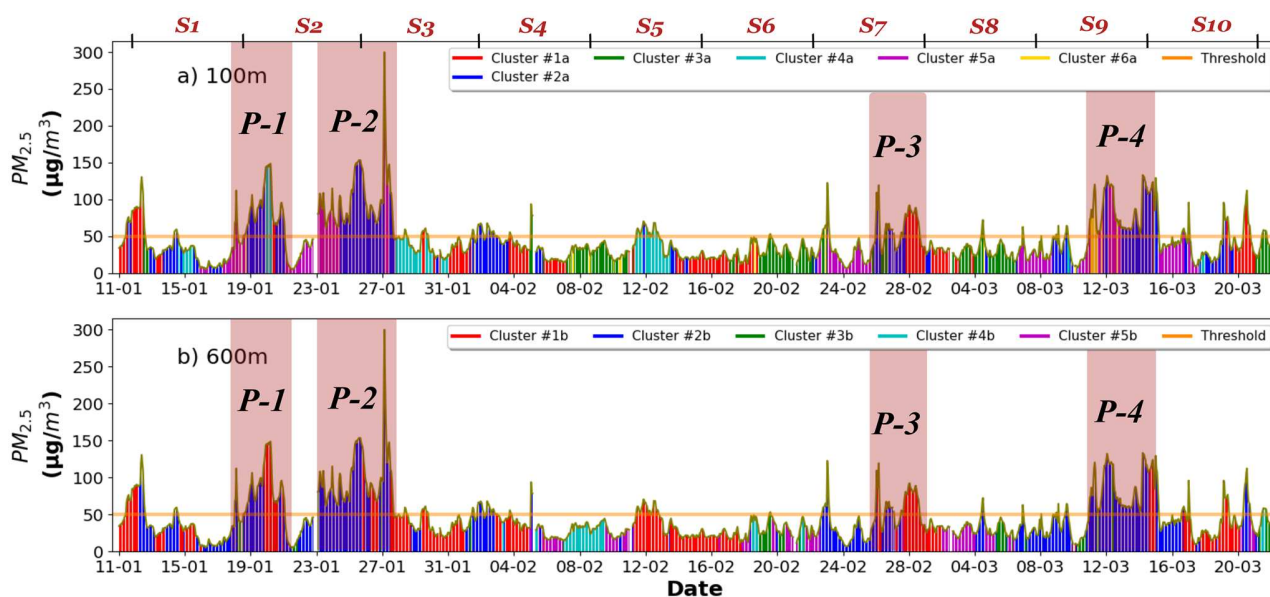 S1 S2 S3 S4 S5 S6 S7 S8 S9 S10
a) 100m
Cluster #1a Cluster #3a Cluster #4a Cluster #5a Cluster #6a Threshold
Cluster #2a
P-1 P-2 P-3 P-4
PM2.5
(μg/m³)
300
250
200
150
100
50
0
11-01 15-01 19-01 23-01 27-01 31-01 04-02 08-02 12-02 16-02 20-02 24-02 28-02 04-03 08-03 12-03 16-03 20-03
b) 600m
Cluster #1b Cluster #2b Cluster #3b Cluster #4b Cluster #5b Threshold
P-1 P-2 P-3 P-4
PM2.5
(μg/m³)
300
250
200
150
100
50
0
11-01 15-01 19-01 23-01 27-01 31-01 04-02 08-02 12-02 16-02 20-02 24-02 28-02 04-03 08-03 12-03 16-03 20-03
Date